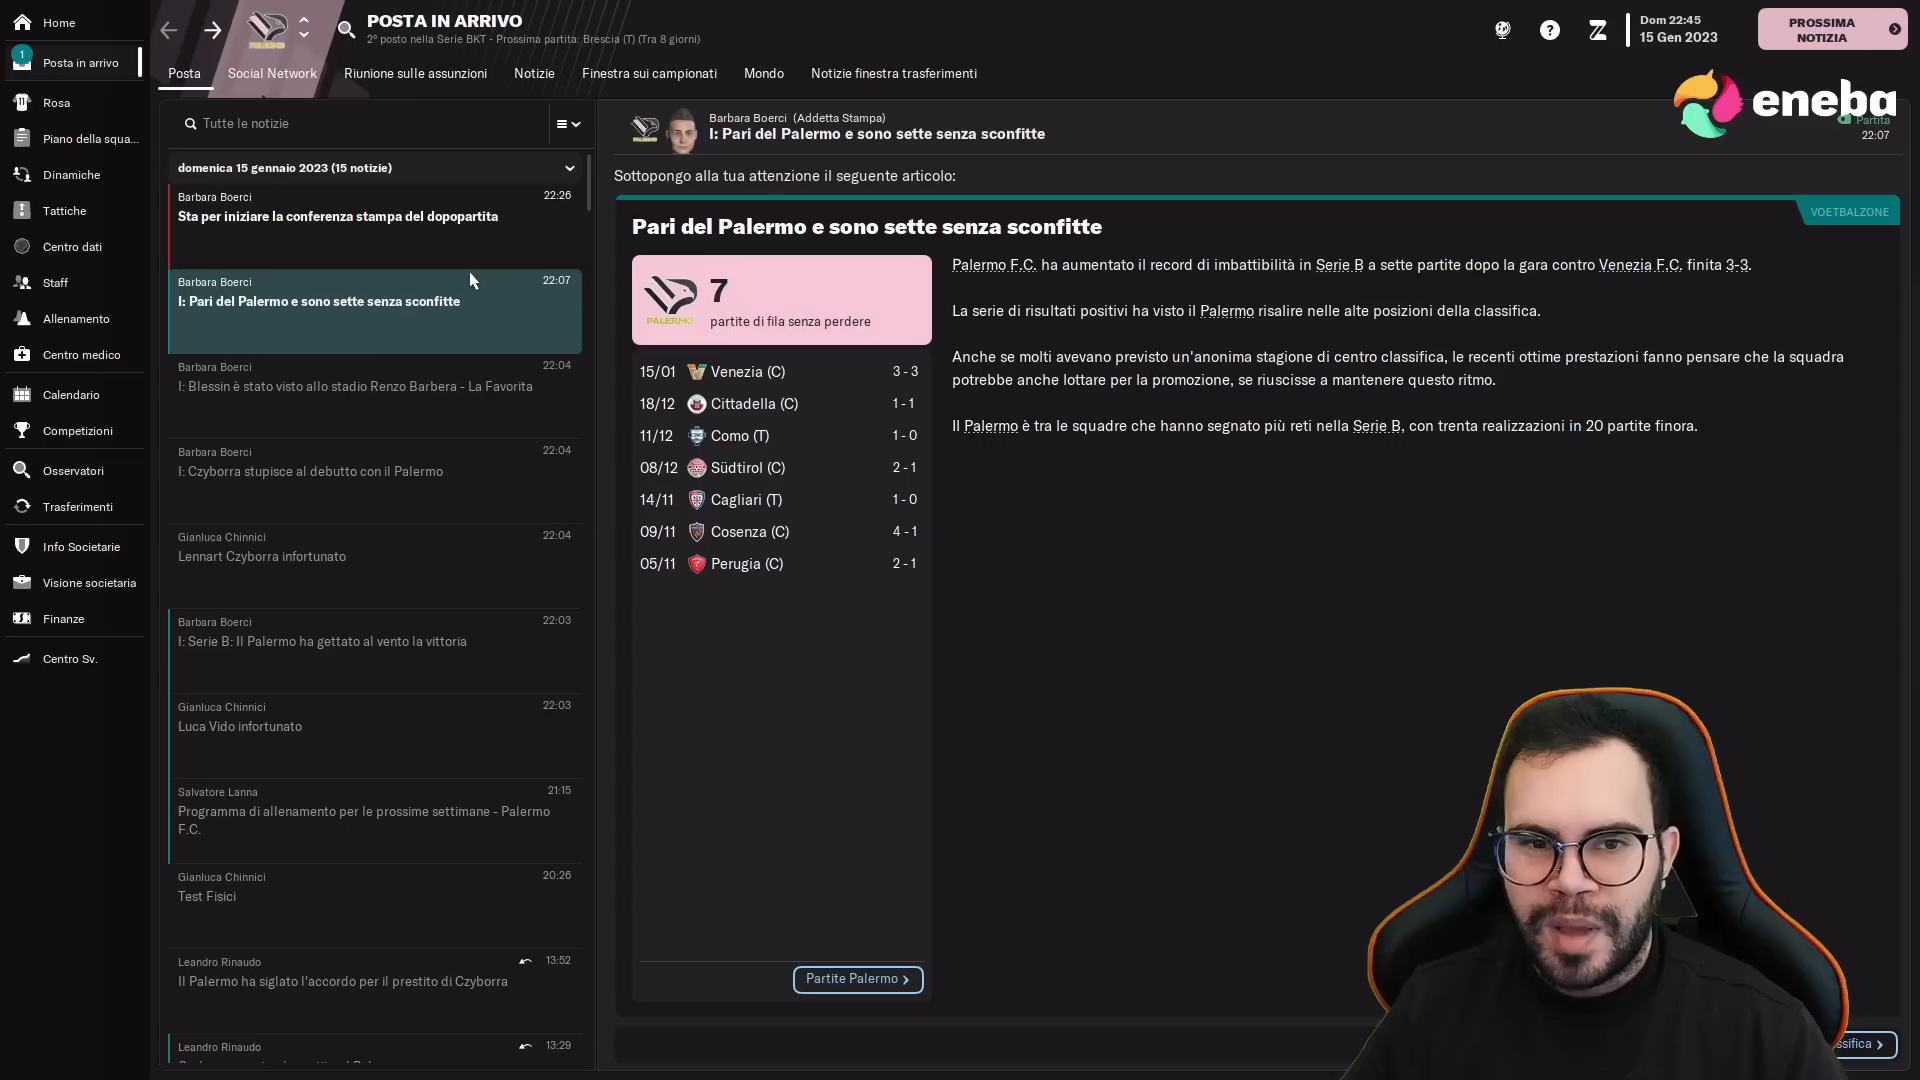 Home
1
Posta in arrivo
Rosa
Piano della squa...
Dinamiche
Tattiche
Centro dati
Staff
Allenamento
Centro medico
Calendario
Competizioni
Osservatori
Trasferimenti
Info Societarie
Visione societaria
Finanze
Centro Sv.
PALERMO
POSTA IN ARRIVO
2° posto nella Serie BKT - Prossima partita: Brescia (T) (Tra 8 giorni)
Dom 22:45
15 Gen 2023
PROSSIMA
NOTIZIA
Posta
Social Network
Riunione sulle assunzioni
Notizie
Finestra sui campionati
Mondo
Notizie finestra trasferimenti
eneba
Tutte le notizie
domenica 15 gennaio 2023 (15 notizie)
Barbara Boerci 22:26
Sta per iniziare la conferenza stampa del dopopartita
Barbara Boerci 22:07
I: Pari del Palermo e sono sette senza sconfitte
Barbara Boerci 22:04
I: Blessin è stato visto allo stadio Renzo Barbera - La Favorita
Barbara Boerci 22:04
I: Czyborra stupisce al debutto con il Palermo
Gianluca Chinnici 22:04
Lennart Czyborra infortunato
Barbara Boerci 22:03
I: Serie B: Il Palermo ha gettato al vento la vittoria
Gianluca Chinnici 22:03
Luca Vido infortunato
Salvatore Lanna 21:15
Programma di allenamento per le prossime settimane - Palermo
F.C.
Gianluca Chinnici 20:26
Test Fisici
Leandro Rinaudo 13:52
Il Palermo ha siglato l'accordo per il prestito di Czyborra
Leandro Rinaudo 13:29
Barbara Boerci (Addetta Stampa)
I: Pari del Palermo e sono sette senza sconfitte
Partita
22:07
Sottopongo alla tua attenzione il seguente articolo:
VOETBALZONE
Pari del Palermo e sono sette senza sconfitte
PALERMO
7
partite di fila senza perdere
15/01 Venezia (C) 3 - 3
18/12 Cittadella (C) 1 - 1
11/12 Como (T) 1 - 0
08/12 Südtirol (C) 2 - 1
14/11 Cagliari (T) 1 - 0
09/11 Cosenza (C) 4 - 1
05/11 Perugia (C) 2 - 1
Partite Palermo
Palermo F.C. ha aumentato il record di imbattibilità in Serie B a sette partite dopo la gara contro Venezia F.C. finita 3-3.
La serie di risultati positivi ha visto il Palermo risalire nelle alte posizioni della classifica.
Anche se molti avevano previsto un'anonima stagione di centro classifica, le recenti ottime prestazioni fanno pensare che la squadra
potrebbe anche lottare per la promozione, se riuscisse a mantenere questo ritmo.
Il Palermo è tra le squadre che hanno segnato più reti nella Serie B, con trenta realizzazioni in 20 partite finora.
ssifica